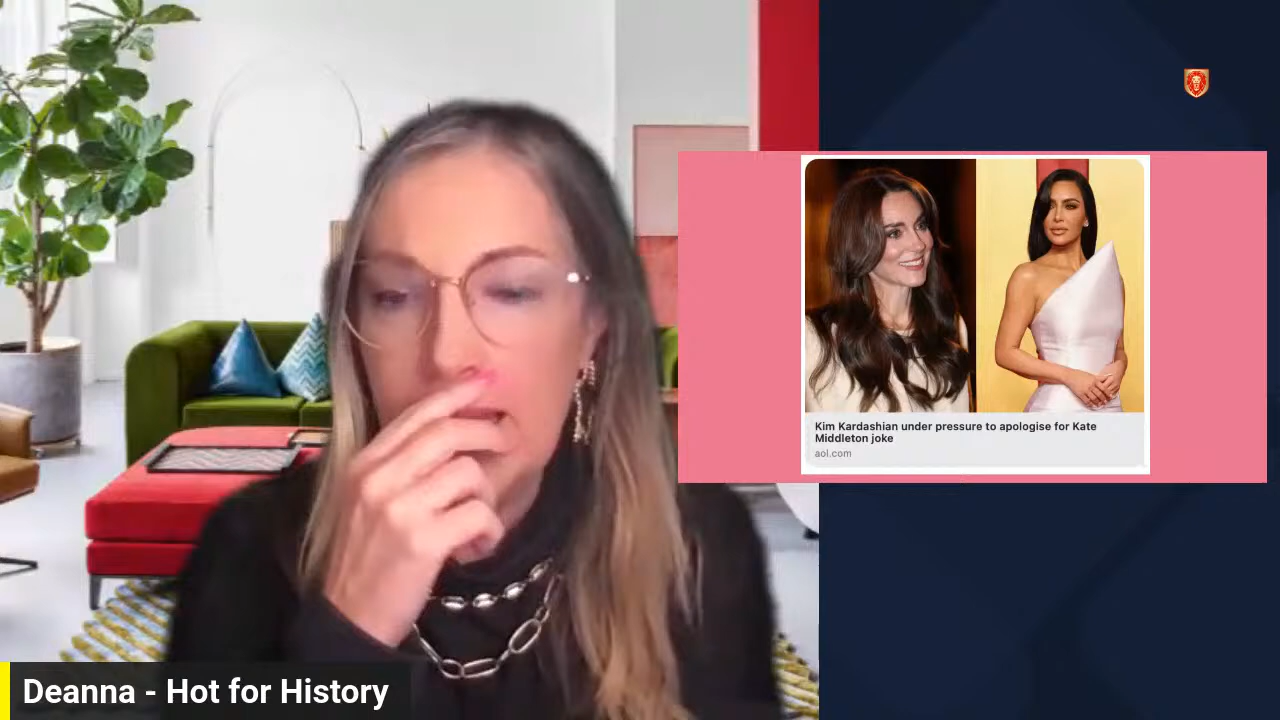 Kim Kardashian under pressure to apologise for Kate
Middleton joke
aol.com
Deanna - Hot for History